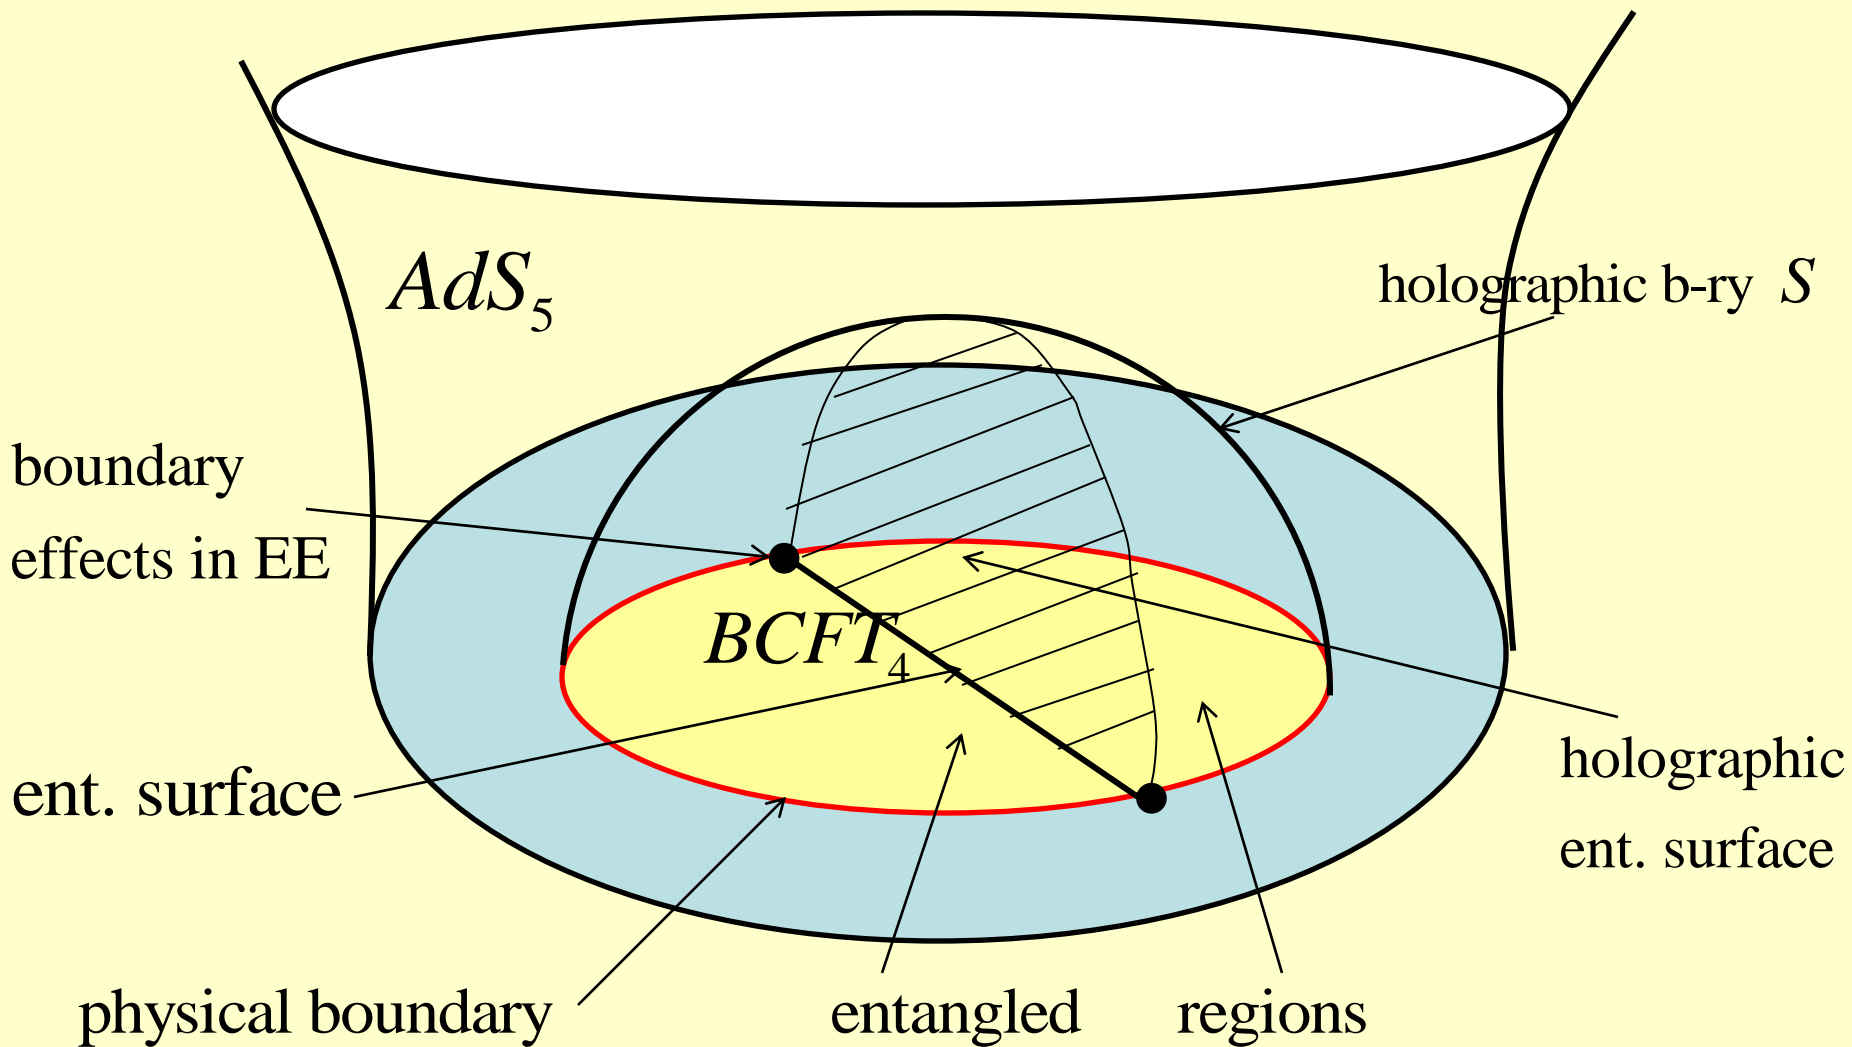 AdS5
holographic b-ry S
boundary
effects in EE
BCFT4
ent. surface
holographic
ent. surface
physical boundary
entangled regions